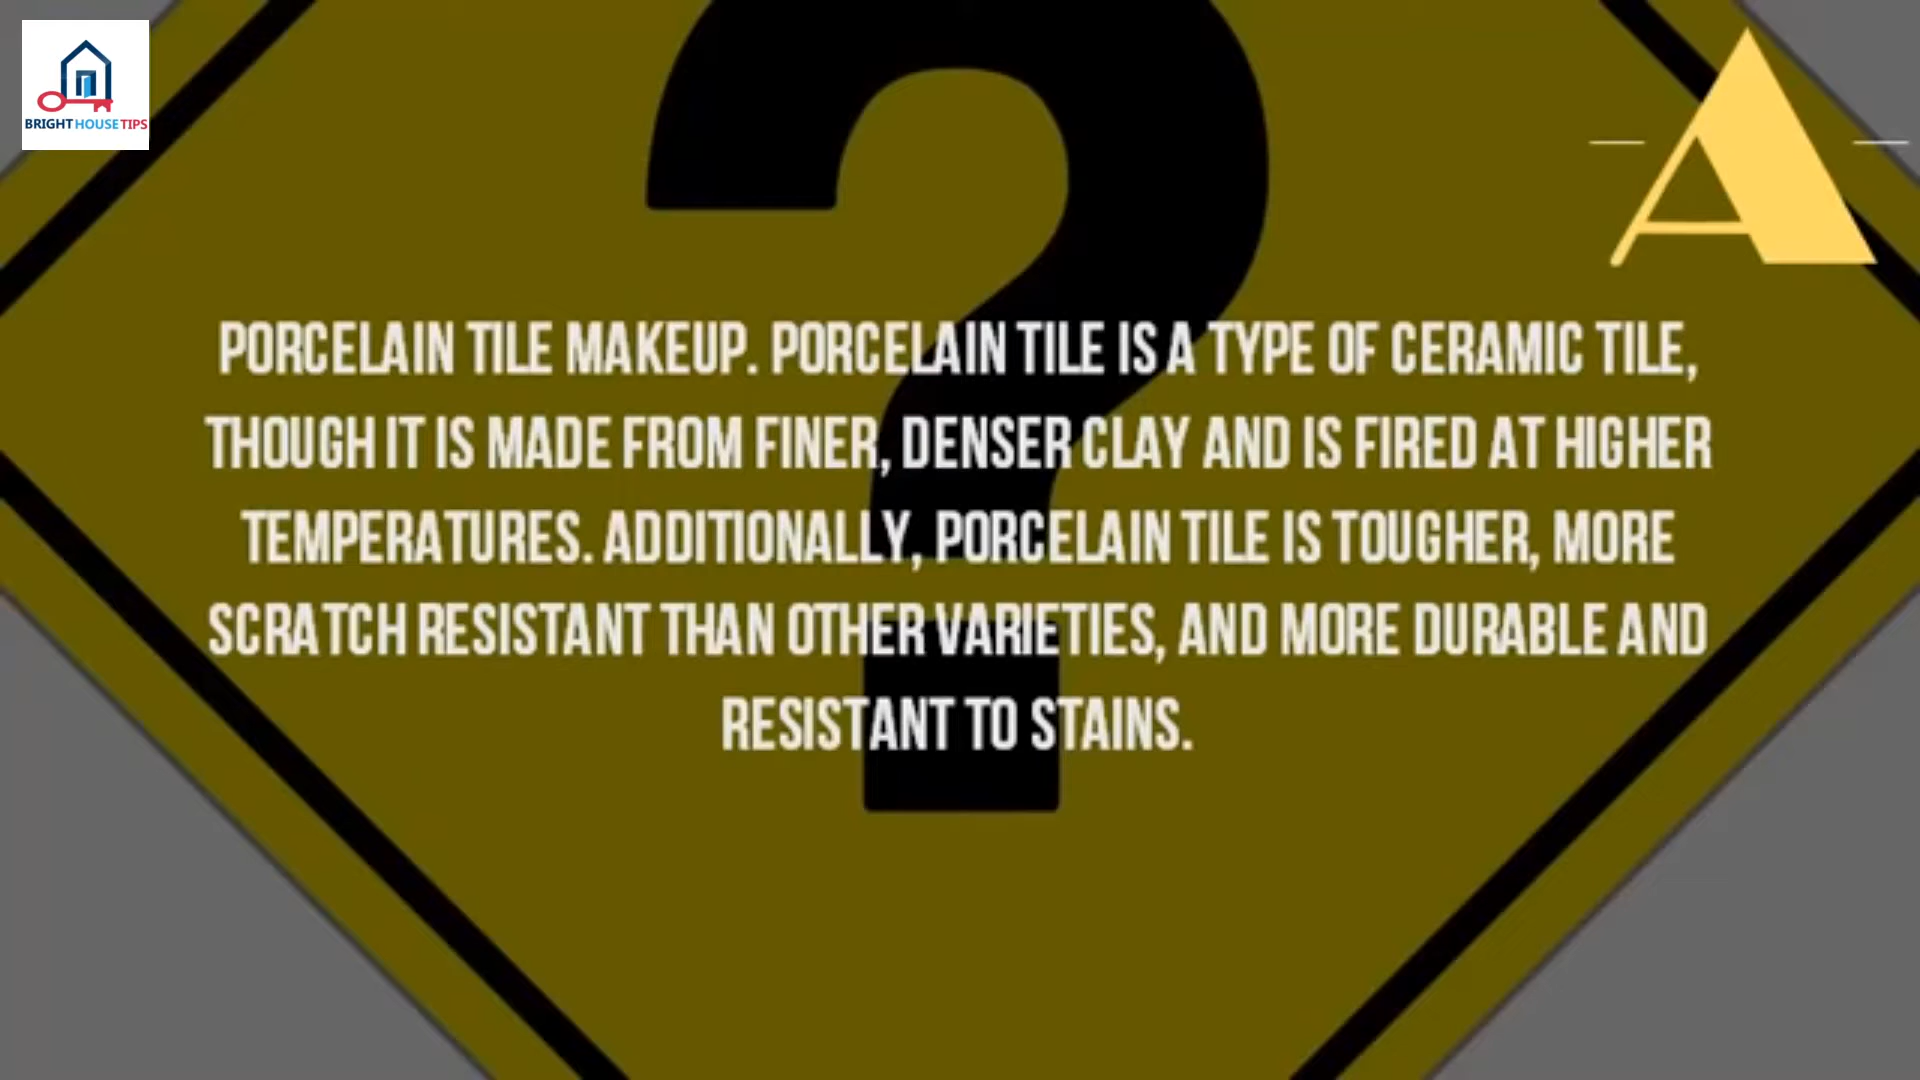 BRIGHT HOUSE TIPS
A
PORCELAIN TILE MAKEUP. PORCELAIN TILE IS A TYPE OF CERAMIC TILE,
THOUGH IT IS MADE FROM FINER, DENSER CLAY AND IS FIRED AT HIGHER
TEMPERATURES. ADDITIONALLY, PORCELAIN TILE IS TOUGHER, MORE
SCRATCH RESISTANT THAN OTHER VARIETIES, AND MORE DURABLE AND
RESISTANT TO STAINS.